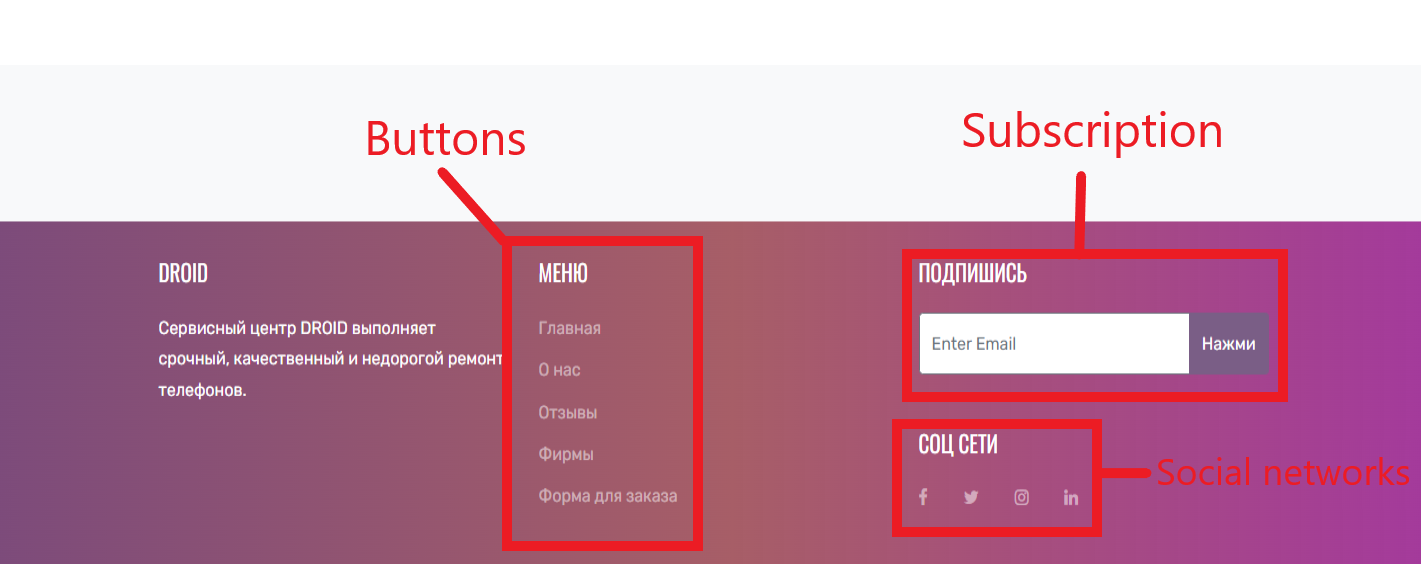 Buttons
Subscription
DROID
Сервисный центр DROID выполняет
срочный, качественный и недорогой ремонт
телефонов.
МЕНЮ
Главная
О нас
Отзывы
Фирмы
Форма для заказа
ПОДПИШИСЬ
Enter Email
Нажми
СОЦ СЕТИ
Social networks